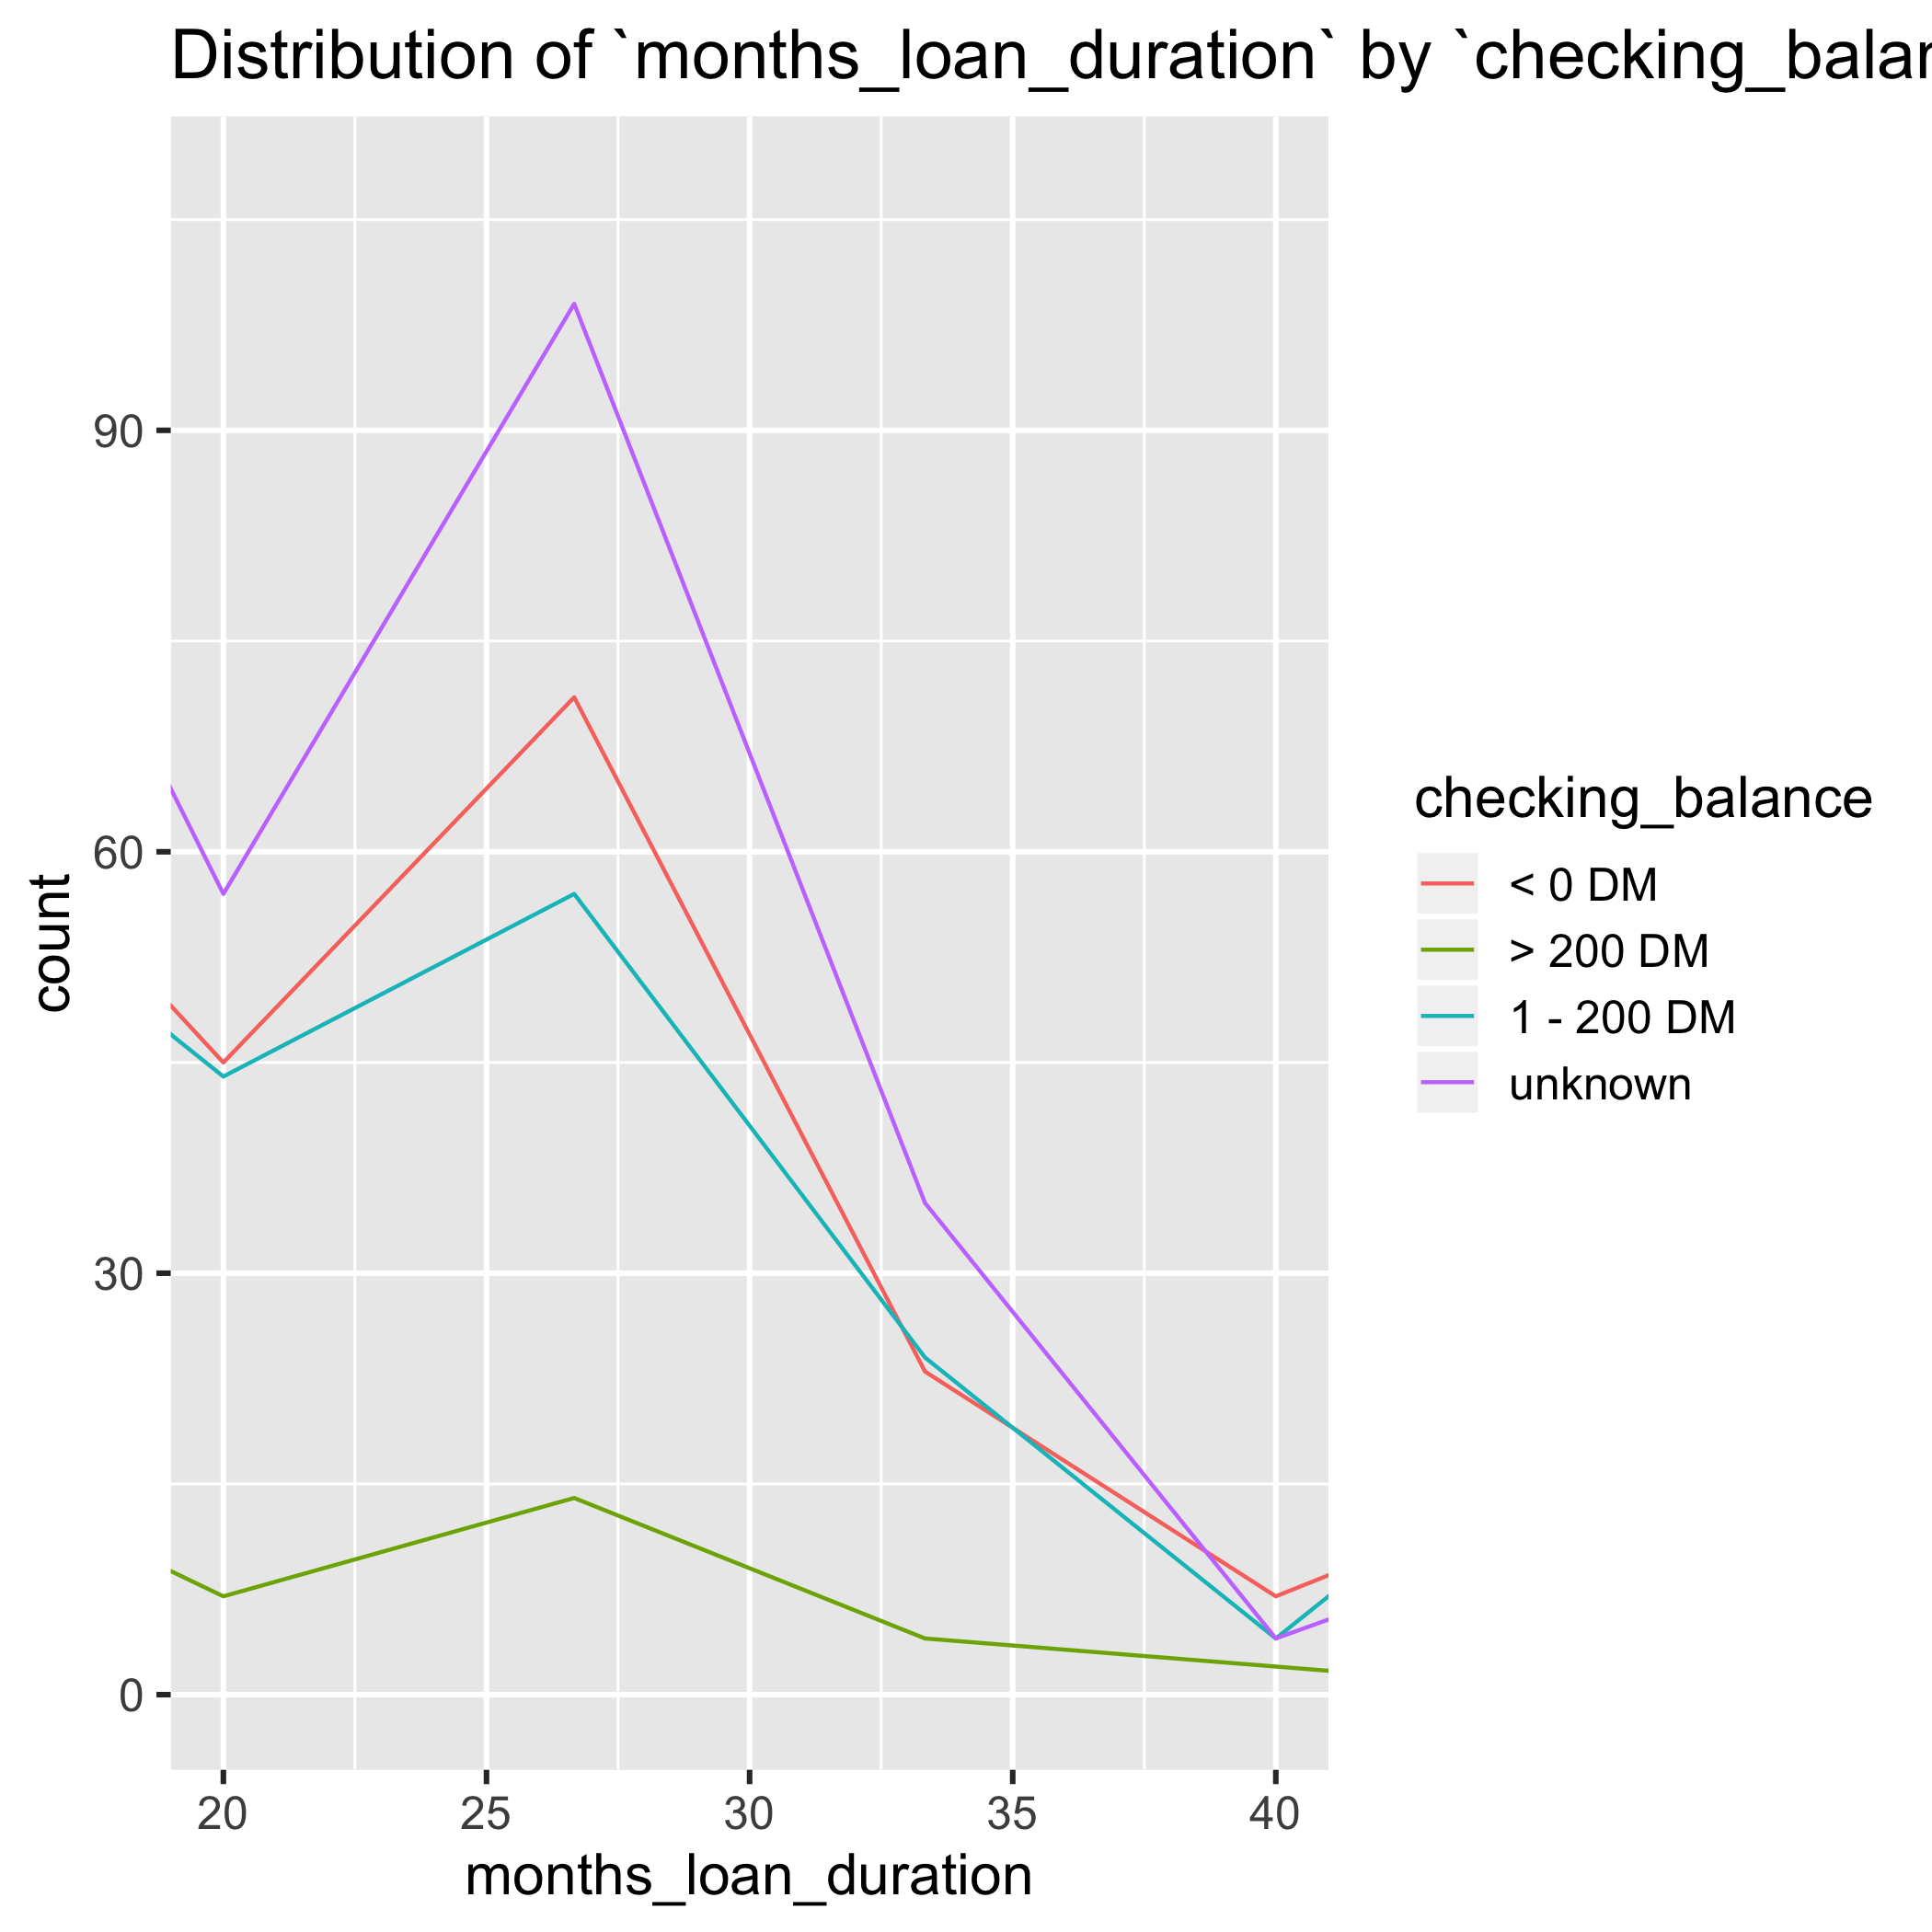 Distribution of `months_loan_duration` by `checking_balan
90
60
30
0
count
20 25 30 35 40
months_loan_duration
checking_balance
< 0 DM
> 200 DM
1 - 200 DM
unknown